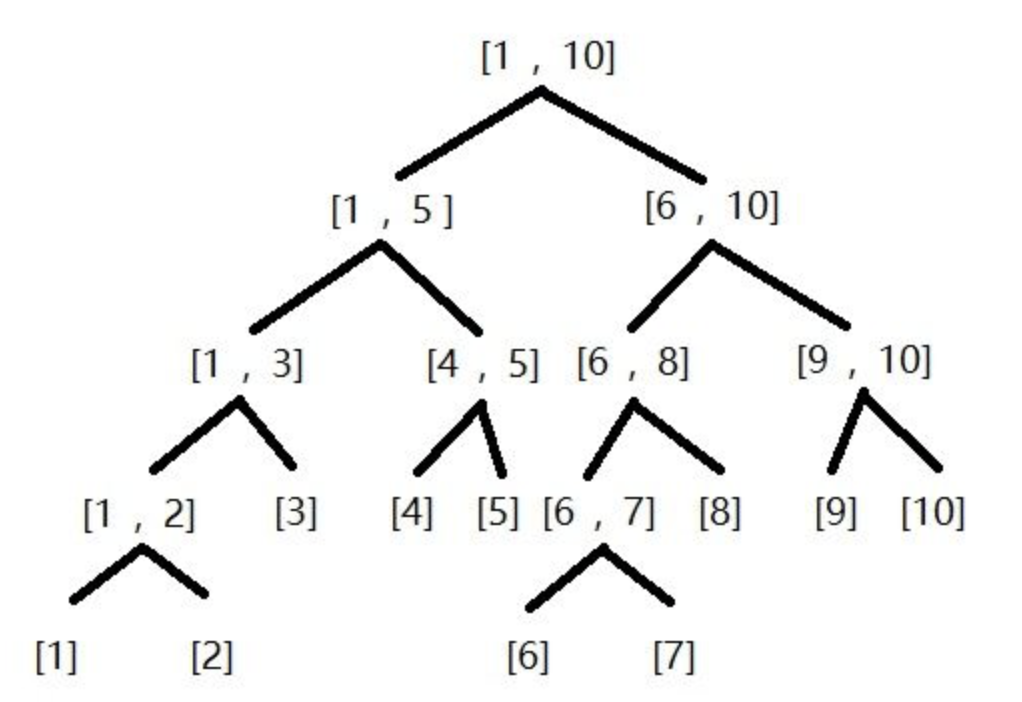 [1 , 10]
[1 , 5 ] [6 , 10]
[1 , 3] [4 , 5] [6 , 8] [9 , 10]
[1 , 2] [3] [4] [5] [6 , 7] [8] [9] [10]
[1] [2] [6] [7]